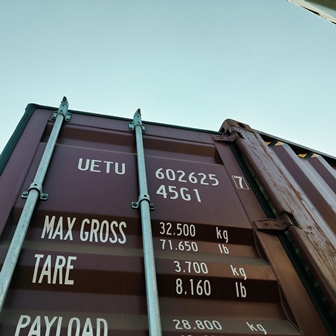 UETU 602625 7
45G1
MAX GROSS 32.500 kg
71.650 lb
TARE 3.700 kg
8.160 lb
PAYLOAD 28.800 kg